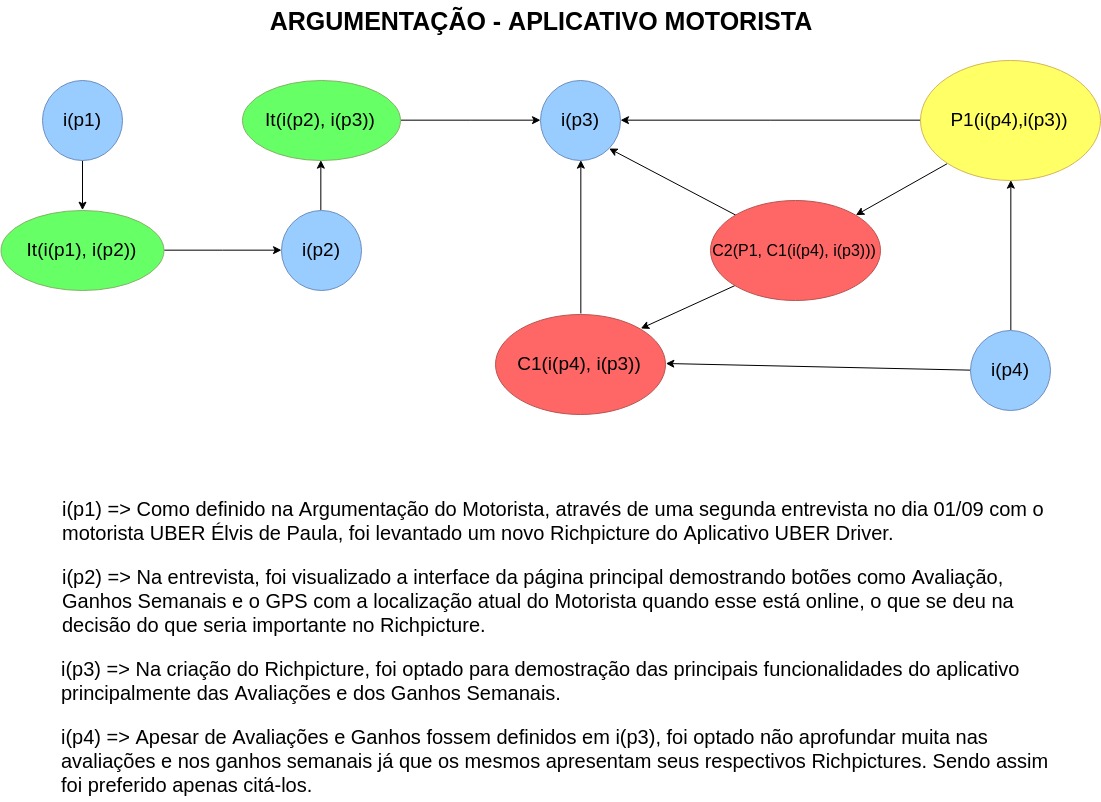 ARGUMENTAÇÃO - APLICATIVO MOTORISTA
i(p1)
It(i(p2), i(p3))
i(p3)
P1(i(p4),i(p3))
It(i(p1), i(p2))
i(p2)
C2(P1, C1(i(p4), i(p3)))
C1(i(p4), i(p3))
i(p4)
i(p1) => Como definido na Argumentação do Motorista, através de uma segunda entrevista no dia 01/09 com o
motorista UBER Élvis de Paula, foi levantado um novo Richpicture do Aplicativo UBER Driver.
i(p2) => Na entrevista, foi visualizado a interface da página principal demostrando botões como Avaliação,
Ganhos Semanais e o GPS com a localização atual do Motorista quando esse está online, o que se deu na
decisão do que seria importante no Richpicture.
i(p3) => Na criação do Richpicture, foi optado para demostração das principais funcionalidades do aplicativo
principalmente das Avaliações e dos Ganhos Semanais.
i(p4) => Apesar de Avaliações e Ganhos fossem definidos em i(p3), foi optado não aprofundar muita nas
avaliações e nos ganhos semanais já que os mesmos apresentam seus respectivos Richpictures. Sendo assim
foi preferido apenas citá-los.